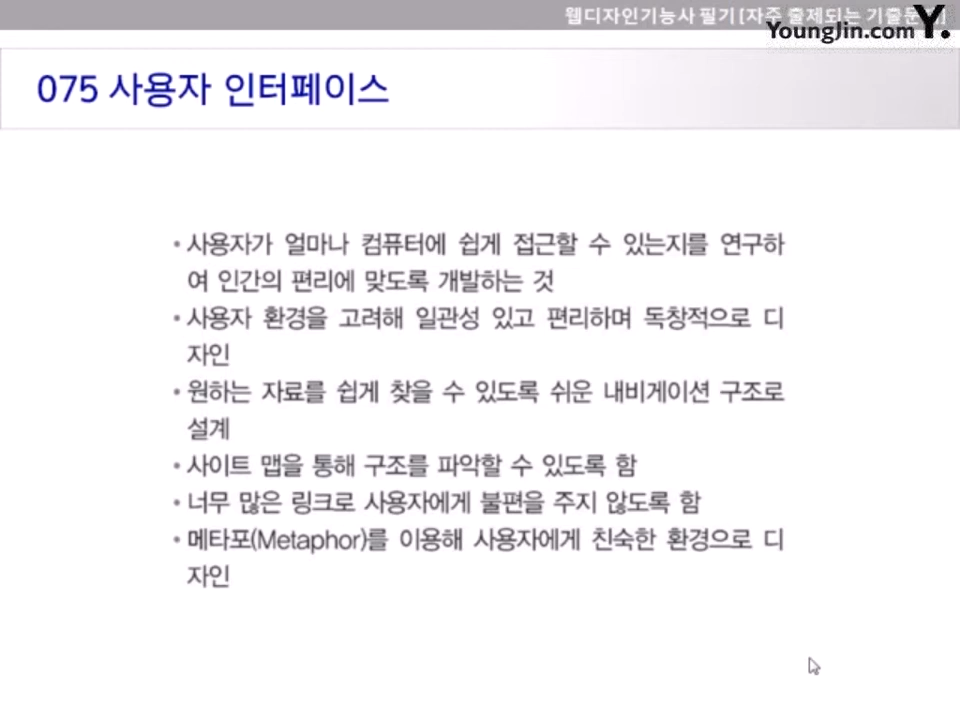 웹디자인기능사 필기 [자주 출제되는 기출문제]
YoungJin.com Y.
075 사용자 인터페이스
• 사용자가 얼마나 컴퓨터에 쉽게 접근할 수 있는지를 연구하
여 인간의 편리에 맞도록 개발하는 것
• 사용자 환경을 고려해 일관성 있고 편리하며 독창적으로 디
자인
• 원하는 자료를 쉽게 찾을 수 있도록 쉬운 내비게이션 구조로
설계
• 사이트 맵을 통해 구조를 파악할 수 있도록 함
• 너무 많은 링크로 사용자에게 불편을 주지 않도록 함
• 메타포(Metaphor)를 이용해 사용자에게 친숙한 환경으로 디
자인